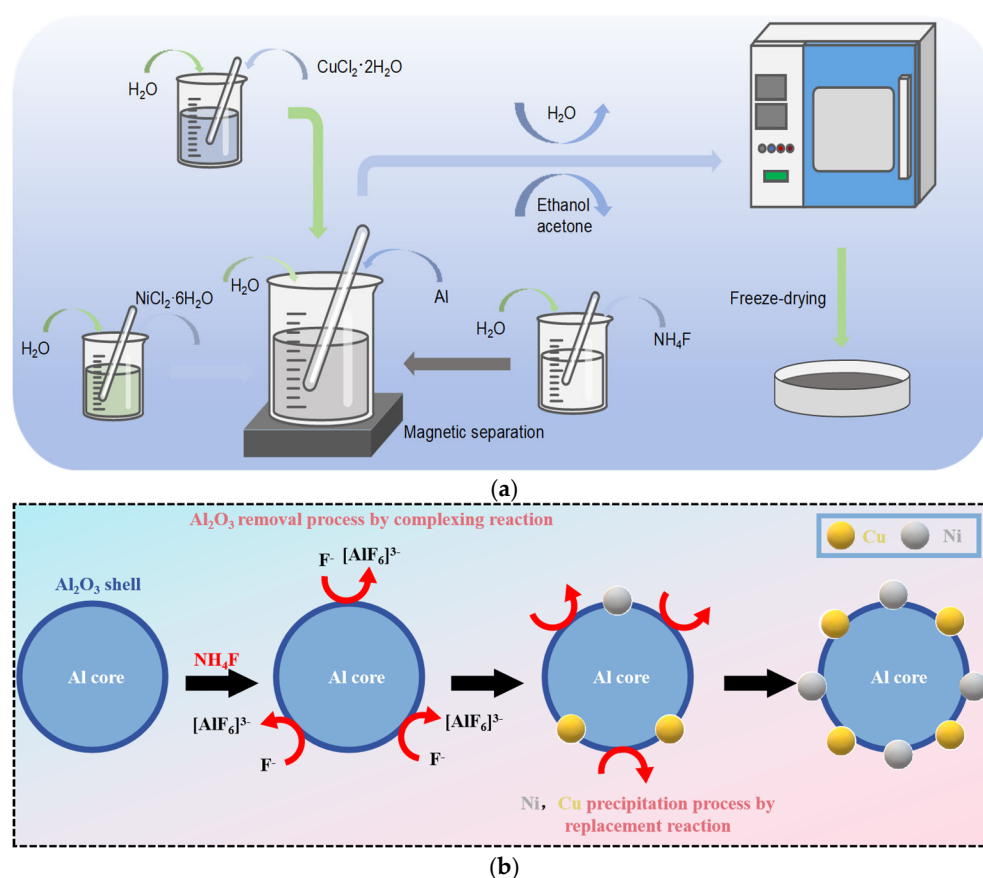 H₂O
CuCl₂·2H₂O
H₂O
Ethanol
acetone
NiCl₂·6H₂O
H₂O
H₂O
Al
H₂O
NH₄F
Freeze-drying
Magnetic separation
(a)
Al₂O₃ removal process by complexing reaction
Cu
Ni
F⁻
[AlF₆]³⁻
Al₂O₃ shell
Al core
NH₄F
Al core
Al core
Al core
[AlF₆]³⁻
F⁻
[AlF₆]³⁻
F⁻
Ni, Cu precipitation process by
replacement reaction
(b)